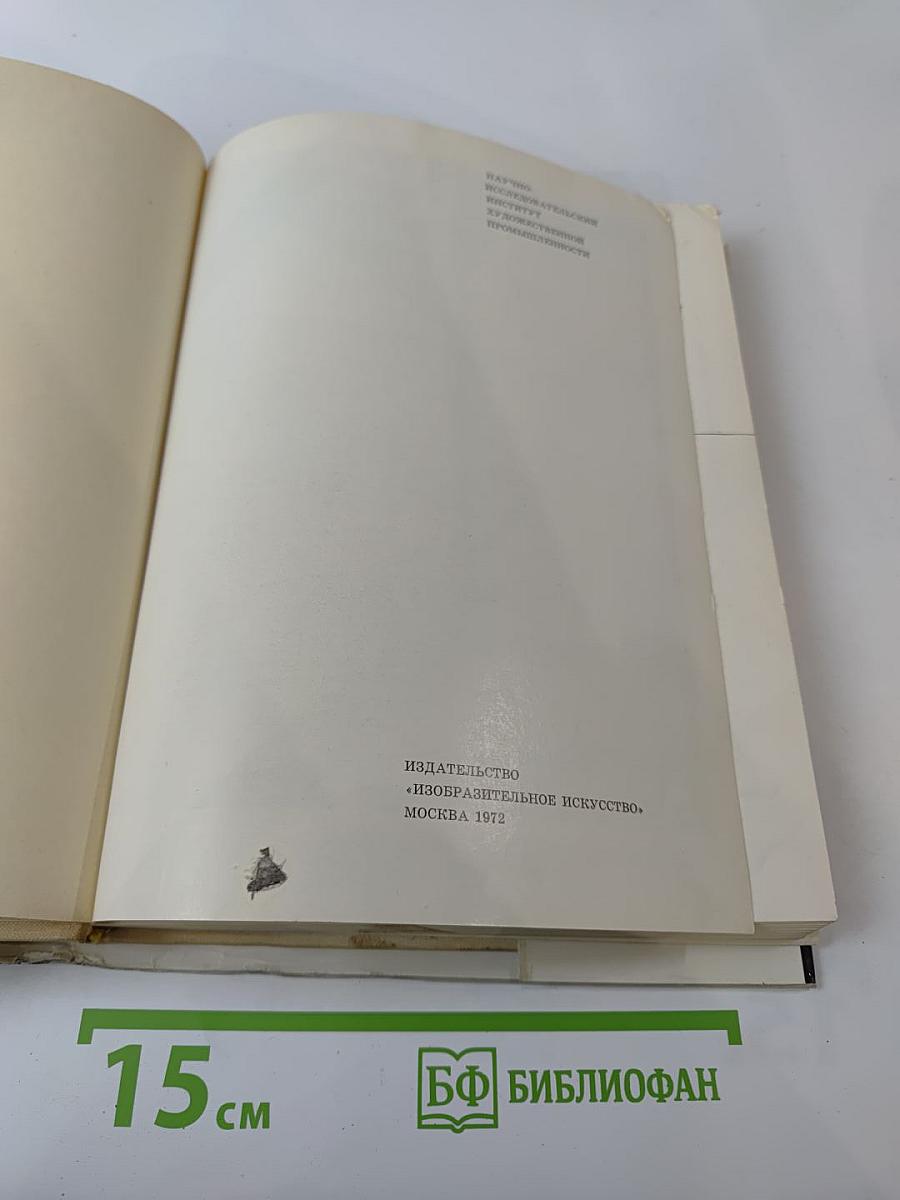 НАУЧНО-
ИССЛЕДОВАТЕЛЬСКИЙ
ИНСТИТУТ
ХУДОЖЕСТВЕННОЙ
ПРОМЫШЛЕННОСТИ
ИЗДАТЕЛЬСТВО
«ИЗОБРАЗИТЕЛЬНОЕ ИСКУССТВО»
МОСКВА 1972
15 см
БФ БИБЛИОФАН